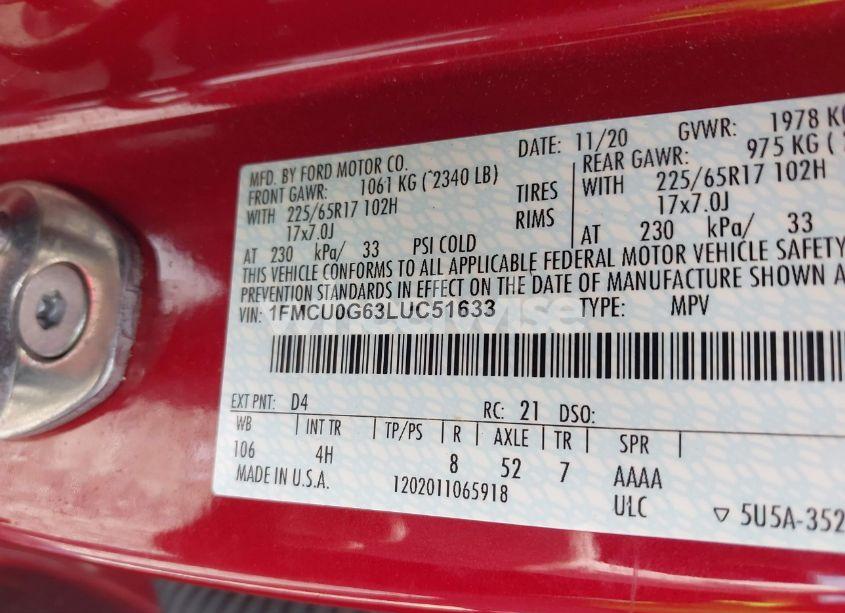 MFD. BY FORD MOTOR CO.
DATE: 11/20 GVWR: 1978 KG
FRONT GAWR: 1061 KG (^2340 LB)
REAR GAWR: 975 KG (
WITH 225/65R17 102H TIRES WITH 225/65R17 102H
17x7.0J RIMS 17x7.0J
AT 230 kPa/ 33 PSI COLD AT 230 kPa/ 33
THIS VEHICLE CONFORMS TO ALL APPLICABLE FEDERAL MOTOR VEHICLE SAFETY
PREVENTION STANDARDS IN EFFECT ON THE DATE OF MANUFACTURE SHOWN A
VIN: 1FMCU0G63LUC51633 TYPE: MPV
EXT PNT: D4 RC: 21 DSO:
WB INT TR TP/PS R AXLE TR SPR
106 4H 8 52 7 AAAA
MADE IN U.S.A. 1202011065918 ULC
▽ 5U5A-352